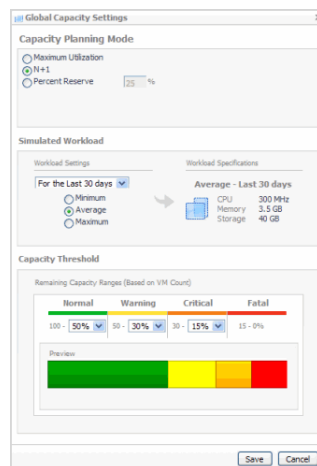 Global Capacity Settings
Capacity Planning Mode
Maximum Utilization
N+1
Percent Reserve 25 %
Simulated Workload
Workload Settings
Workload Specifications
For the Last 30 days
Minimum
Average
Maximum
Average - Last 30 days
CPU 300 MHz
Memory 3.5 GB
Storage 40 GB
Capacity Threshold
Remaining Capacity Ranges (Based on VM Count)
Normal Warning Critical Fatal
100 - 50% 50 - 30% 30 - 15% 15 - 0%
Preview
Save Cancel